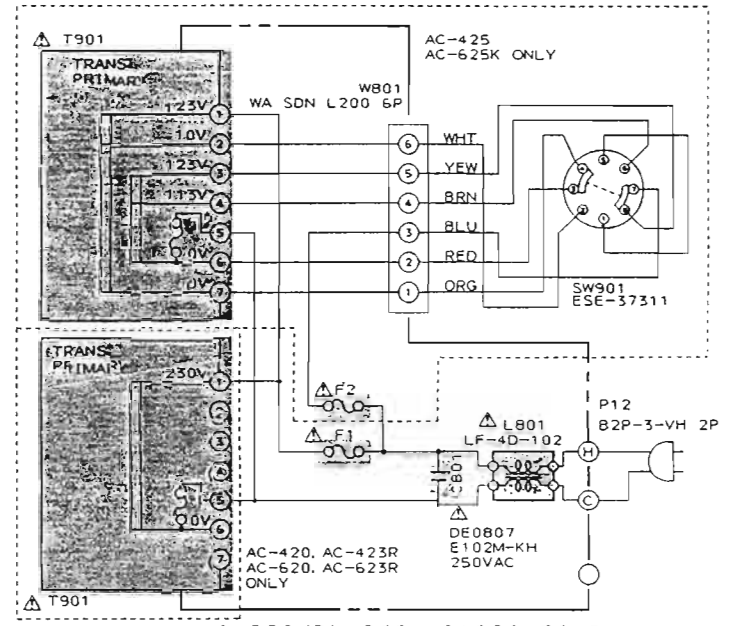 T901
TRANS
PRIMARY
AC-425
AC-625K ONLY
W801
WA SDN L200 6P
123V 1
10V 2
123V 3
113V 4
5
0V 6
0V 7
6 WHT
5 YEW
4 BRN
3 BLU
2 RED
1 ORG
SW901
ESE-37311
TRANS
PRIMARY
230V 1
2
3
4
5
0V 6
7
F2
F1
C801
L801
LF-4D-102
P12
B2P-3-VH 2P
H
C
DE0807
E102M-KH
250VAC
AC-420, AC-423R
AC-620, AC-623R
ONLY
T901